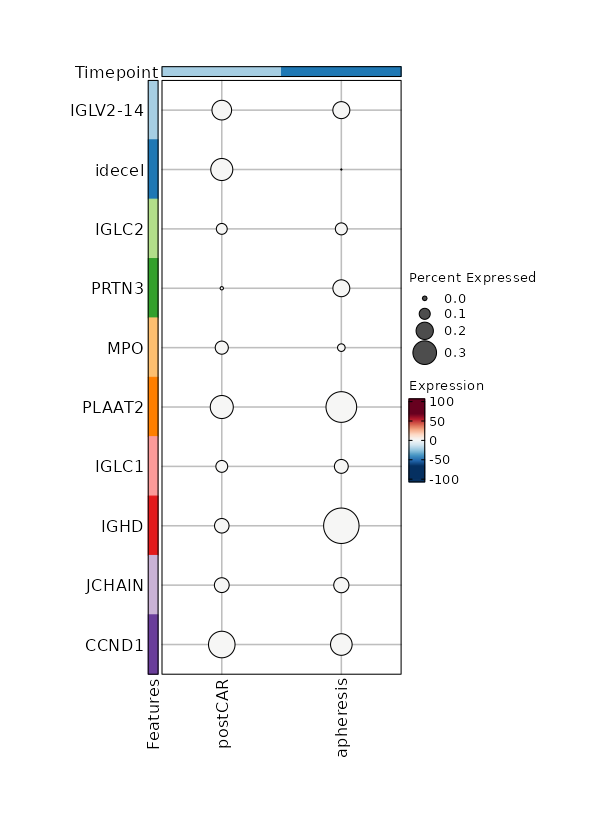 Timepoint
IGLV2-14
idecel
IGLC2
PRTN3
MPO
PLAAT2
IGLC1
IGHD
JCHAIN
CCND1
Features
postCAR
apheresis
Percent Expressed
0.0
0.1
0.2
0.3
Expression
100
50
0
-50
-100